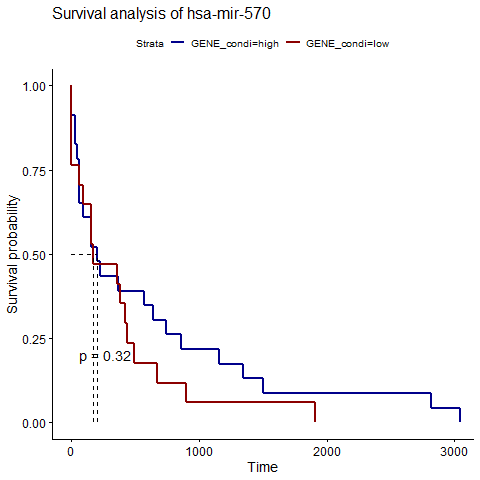 Survival analysis of hsa-mir-570
Strata GENE_condi=high GENE_condi=low
Survival probability
1.00
0.75
0.50
0.25
0.00
p = 0.32
0 1000 2000 3000
Time